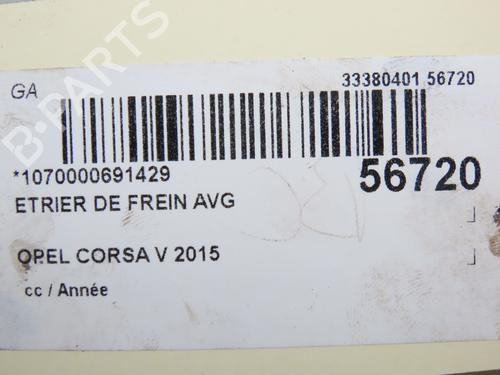 GA
33380401 56720
*1070000691429
56720
ETRIER DE FREIN AVG
OPEL CORSA V 2015
cc / Année
B-PARTS